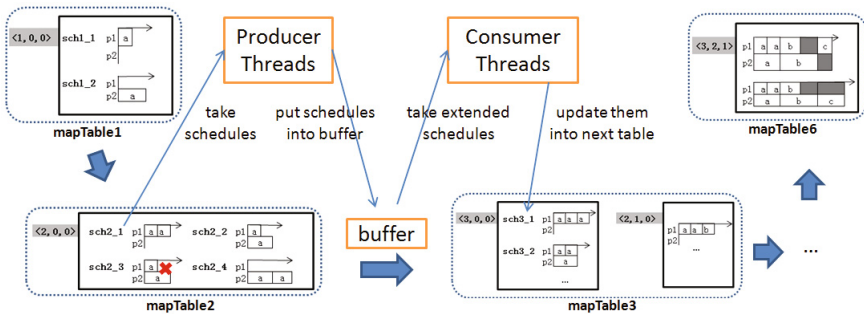 <1,0,0>
sch1_1
p1
a
p2
sch1_2
p1
p2
a
mapTable1
Producer
Threads
Consumer
Threads
take
schedules
put schedules
into buffer
take extended
schedules
update them
into next table
<3,2,1>
p1
a
a
b
c
p2
a
b
p1
a
a
b
p2
a
b
c
mapTable6
<2,0,0>
sch2_1
p1
a
a
p2
sch2_2
p1
a
p2
a
sch2_3
p1
a
p2
a
sch2_4
p1
p2
a
a
mapTable2
buffer
<3,0,0>
sch3_1
p1
a
a
a
p2
sch3_2
p1
a
a
p2
a
...
<2,1,0>
p1
a
a
b
p2
...
mapTable3
...